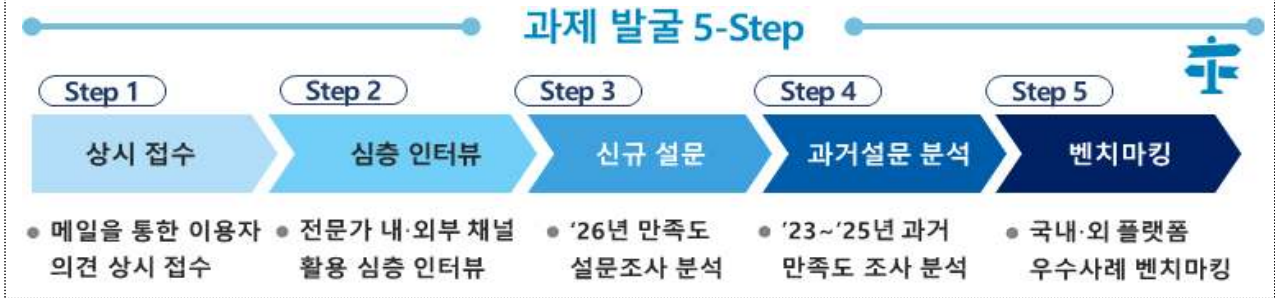 과제 발굴 5-Step
Step 1
Step 2
Step 3
Step 4
Step 5
상시 접수
심층 인터뷰
신규 설문
과거설문 분석
벤치마킹
메일을 통한 이용자
의견 상시 접수
전문가 내·외부 채널
활용 심층 인터뷰
‘26년 만족도
설문조사 분석
’23~’25년 과거
만족도 조사 분석
국내·외 플랫폼
우수사례 벤치마킹